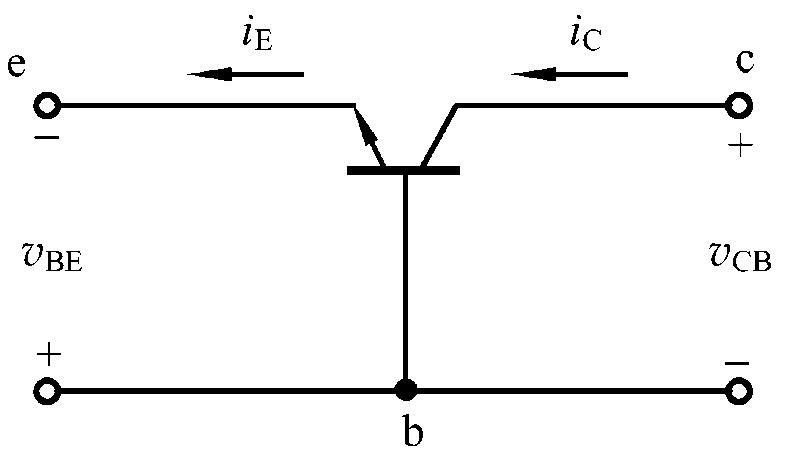 iE iC
e c
− +
vBE vCB
+ −
b